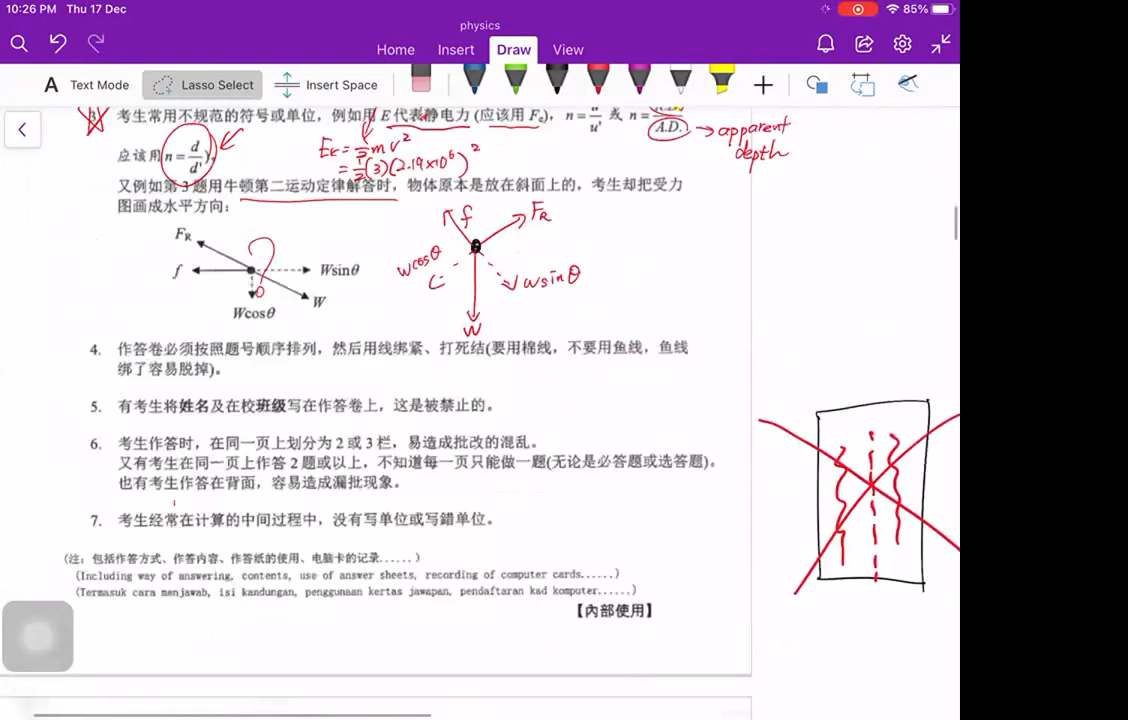 10:26 PM Thu 17 Dec
85%
physics
Home Insert Draw View
A Text Mode Lasso Select Insert Space
3. 考生常用不规范的符号或单位，例如用 E 代表静电力 (应该用 Fe)，n = u/u' 或 n = /A.D.
→ apparent depth
应该用 n = d/d')。
Eₖ = ½ m v²
= ½ (3)(2.19×10⁶)²
又例如第 3 题用牛顿第二运动定律解答时，物体原本是放在斜面上的，考生却把受力
图画成水平方向：
FR
f
Wsinθ
Wcosθ
W
?
f
FR
wcosθ
wsinθ
W
4. 作答卷必须按照题号顺序排列，然后用线绑紧、打死结(要用棉线，不要用鱼线，鱼线
绑了容易脱掉)。
5. 有考生将姓名及在校班级写在作答卷上，这是被禁止的。
6. 考生作答时，在同一页上划分为 2 或 3 栏，易造成批改的混乱。
又有考生在同一页上作答 2 题或以上，不知道每一页只能做一题(无论是必答题或选答题)。
也有考生作答在背面，容易造成漏批现象。
7. 考生经常在计算的中间过程中，没有写单位或写錯单位。
(注：包括作答方式、作答内容、作答纸的使用、电脑卡的记录......)
(Including way of answering, contents, use of answer sheets, recording of computer cards......)
(Termasuk cara menjawab, isi kandungan, penggunaan kertas jawapan, pendaftaran kad komputer......)
【內部使用】